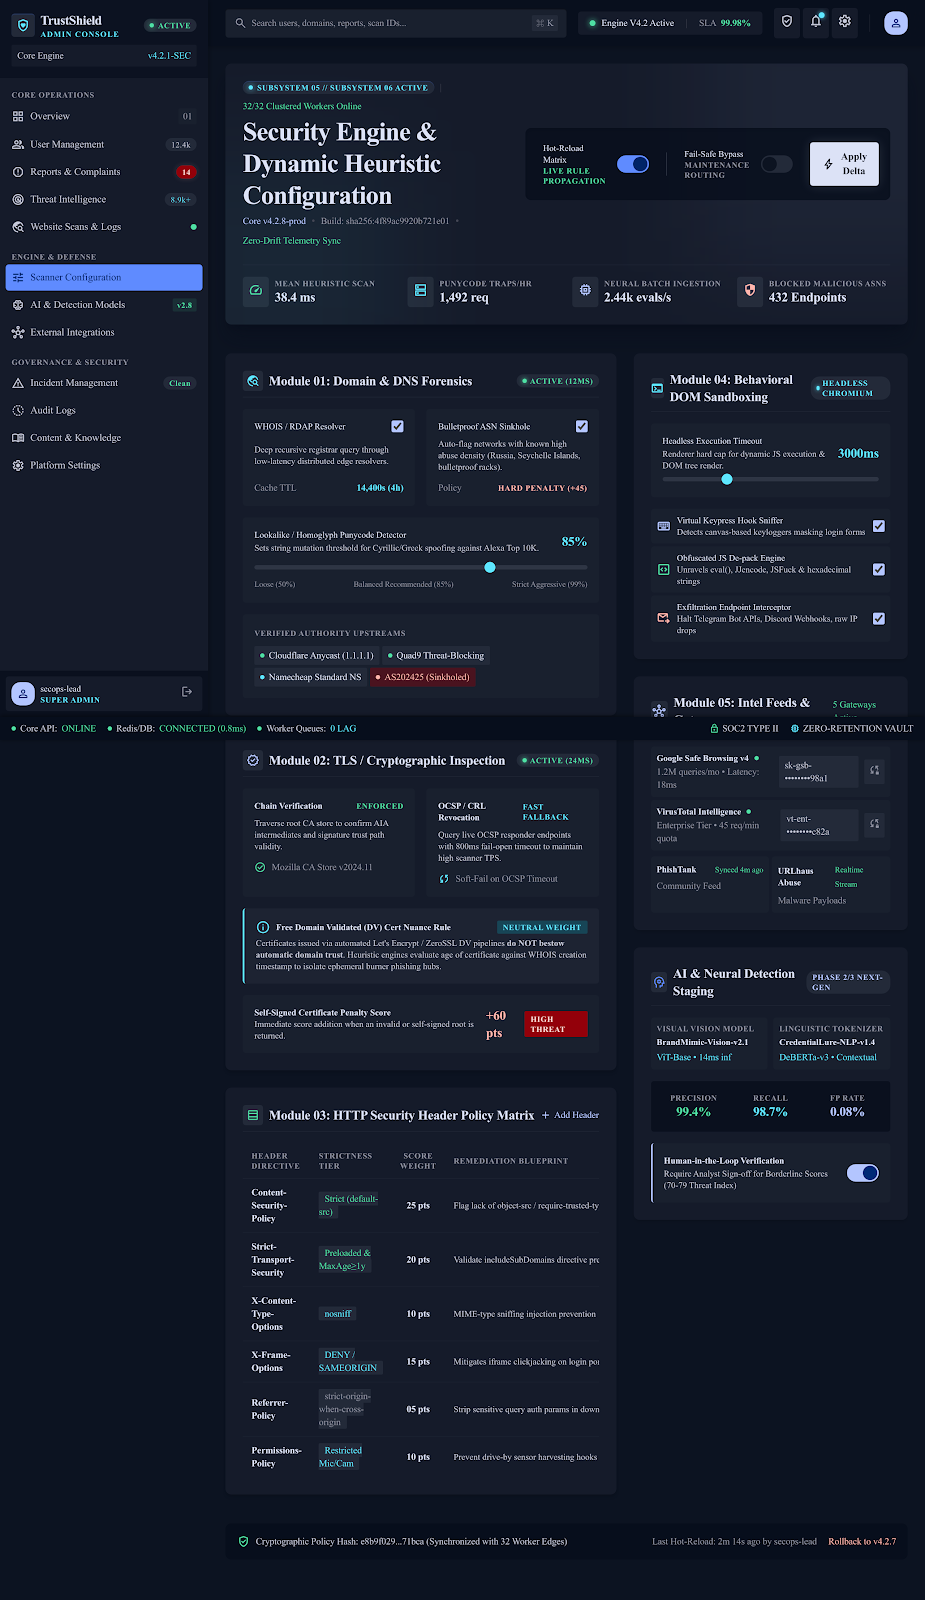 TrustShield
ADMIN CONSOLE
ACTIVE
Core Engine
v4.2.1-SEC
CORE OPERATIONS
Overview
01
User Management
12.4k
Reports & Complaints
14
Threat Intelligence
8.9k+
Website Scans & Logs
ENGINE & DEFENSE
Scanner Configuration
AI & Detection Models
v2.8
External Integrations
GOVERNANCE & SECURITY
Incident Management
Clean
Audit Logs
Content & Knowledge
Platform Settings
secops-lead
SUPER ADMIN
Search users, domains, reports, scan IDs...
⌘ K
Engine V4.2 Active
SLA 99.98%
SUBSYSTEM 05 // SUBSYSTEM 06 ACTIVE
32/32 Clustered Workers Online
Security Engine &
Dynamic Heuristic
Configuration
Core v4.2.8-prod • Build: sha256:4f89ac9920b721e01 •
Zero-Drift Telemetry Sync
Hot-Reload
Matrix
LIVE RULE
PROPAGATION
Fail-Safe Bypass
MAINTENANCE
ROUTING
Apply
Delta
MEAN HEURISTIC SCAN
38.4 ms
PUNYCODE TRAPS/HR
1,492 req
NEURAL BATCH INGESTION
2.44k evals/s
BLOCKED MALICIOUS ASNS
432 Endpoints
Module 01: Domain & DNS Forensics
ACTIVE (12MS)
WHOIS / RDAP Resolver
Deep recursive registrar query through
low-latency distributed edge resolvers.
Cache TTL
14,400s (4h)
Bulletproof ASN Sinkhole
Auto-flag networks with known high
abuse density (Russia, Seychelle Islands,
bulletproof racks).
Policy
HARD PENALTY (+45)
Lookalike / Homoglyph Punycode Detector
Sets string mutation threshold for Cyrillic/Greek spoofing against Alexa Top 10K.
85%
Loose (50%)
Balanced Recommended (85%)
Strict Aggressive (99%)
VERIFIED AUTHORITY UPSTREAMS
Cloudflare Anycast (1.1.1.1)
Quad9 Threat-Blocking
Namecheap Standard NS
AS202425 (Sinkholed)
Module 04: Behavioral
DOM Sandboxing
HEADLESS
CHROMIUM
Headless Execution Timeout
Renderer hard cap for dynamic JS execution &
DOM tree render.
3000ms
Virtual Keypress Hook Sniffer
Detects canvas-based keyloggers masking login forms
Obfuscated JS De-pack Engine
Unravels eval(), JJencode, JSFuck & hexadecimal
strings
Exfiltration Endpoint Interceptor
Halt Telegram Bot APIs, Discord Webhooks, raw IP
drops
Module 05: Intel Feeds &
5 Gateways
Core API: ONLINE
Redis/DB: CONNECTED (0.8ms)
Worker Queues: 0 LAG
SOC2 TYPE II
ZERO-RETENTION VAULT
Module 02: TLS / Cryptographic Inspection
ACTIVE (24MS)
Chain Verification
ENFORCED
Traverse root CA store to confirm AIA
intermediates and signature trust path
validity.
Mozilla CA Store v2024.11
OCSP / CRL
Revocation
FAST
FALLBACK
Query live OCSP responder endpoints
with 800ms fail-open timeout to maintain
high scanner TPS.
Soft-Fail on OCSP Timeout
Free Domain Validated (DV) Cert Nuance Rule
NEUTRAL WEIGHT
Certificates issued via automated Let's Encrypt / ZeroSSL DV pipelines do NOT bestow
automatic domain trust. Heuristic engines evaluate age of certificate against WHOIS creation
timestamp to isolate ephemeral burner phishing hubs.
Self-Signed Certificate Penalty Score
Immediate score addition when an invalid or self-signed root is
returned.
+60
pts
HIGH
THREAT
Google Safe Browsing v4
1.2M queries/mo • Latency:
18ms
sk-gsb-
••••••••98a1
VirusTotal Intelligence
Enterprise Tier • 45 req/min
quota
vt-ent-
••••••••c82a
PhishTank
Synced 4m ago
Community Feed
URLhaus
Abuse
Realtime
Stream
Malware Payloads
AI & Neural Detection
Staging
PHASE 2/3 NEXT-
GEN
VISUAL VISION MODEL
BrandMimic-Vision-v2.1
ViT-Base • 14ms inf
LINGUISTIC TOKENIZER
CredentialLure-NLP-v1.4
DeBERTa-v3 • Contextual
PRECISION
99.4%
RECALL
98.7%
FP RATE
0.08%
Human-in-the-Loop Verification
Require Analyst Sign-off for Borderline Scores
(70-79 Threat Index)
Module 03: HTTP Security Header Policy Matrix
+ Add Header
HEADER
DIRECTIVE
STRICTNESS
TIER
SCORE
WEIGHT
REMEDIATION BLUEPRINT
Content-
Security-
Policy
Strict (default-
src)
25 pts
Flag lack of object-src / require-trusted-ty
Strict-
Transport-
Security
Preloaded &
MaxAge≥1y
20 pts
Validate includeSubDomains directive pre
X-Content-
Type-
Options
nosniff
10 pts
MIME-type sniffing injection prevention
X-Frame-
Options
DENY /
SAMEORIGIN
15 pts
Mitigates iframe clickjacking on login por
Referrer-
Policy
strict-origin-
when-cross-
origin
05 pts
Strip sensitive query auth params in down
Permissions-
Policy
Restricted
Mic/Cam
10 pts
Prevent drive-by sensor harvesting hooks
Cryptographic Policy Hash: e8b9f029...71bca (Synchronized with 32 Worker Edges)
Last Hot-Reload: 2m 14s ago by secops-lead
Rollback to v4.2.7